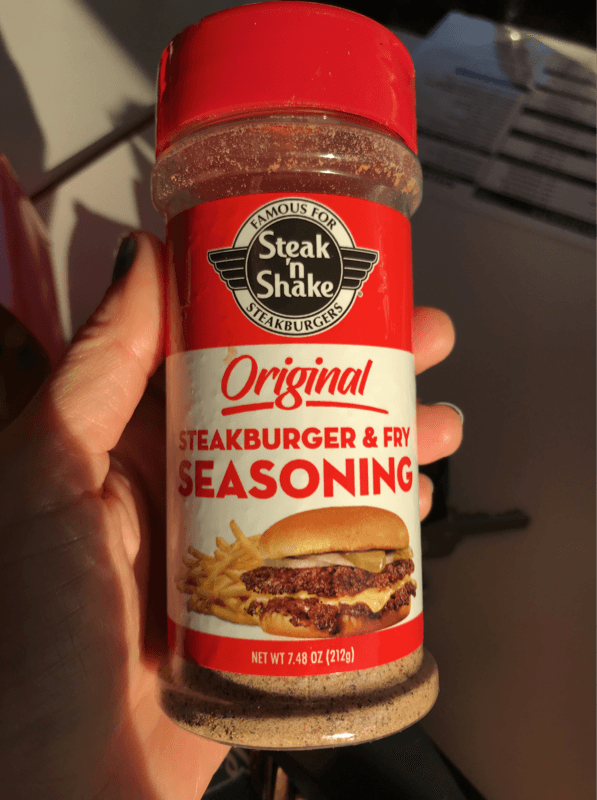 FAMOUS FOR
Steak
'n
Shake
STEAKBURGERS
Original
STEAKBURGER & FRY
SEASONING
NET WT 7.48 OZ (212g)